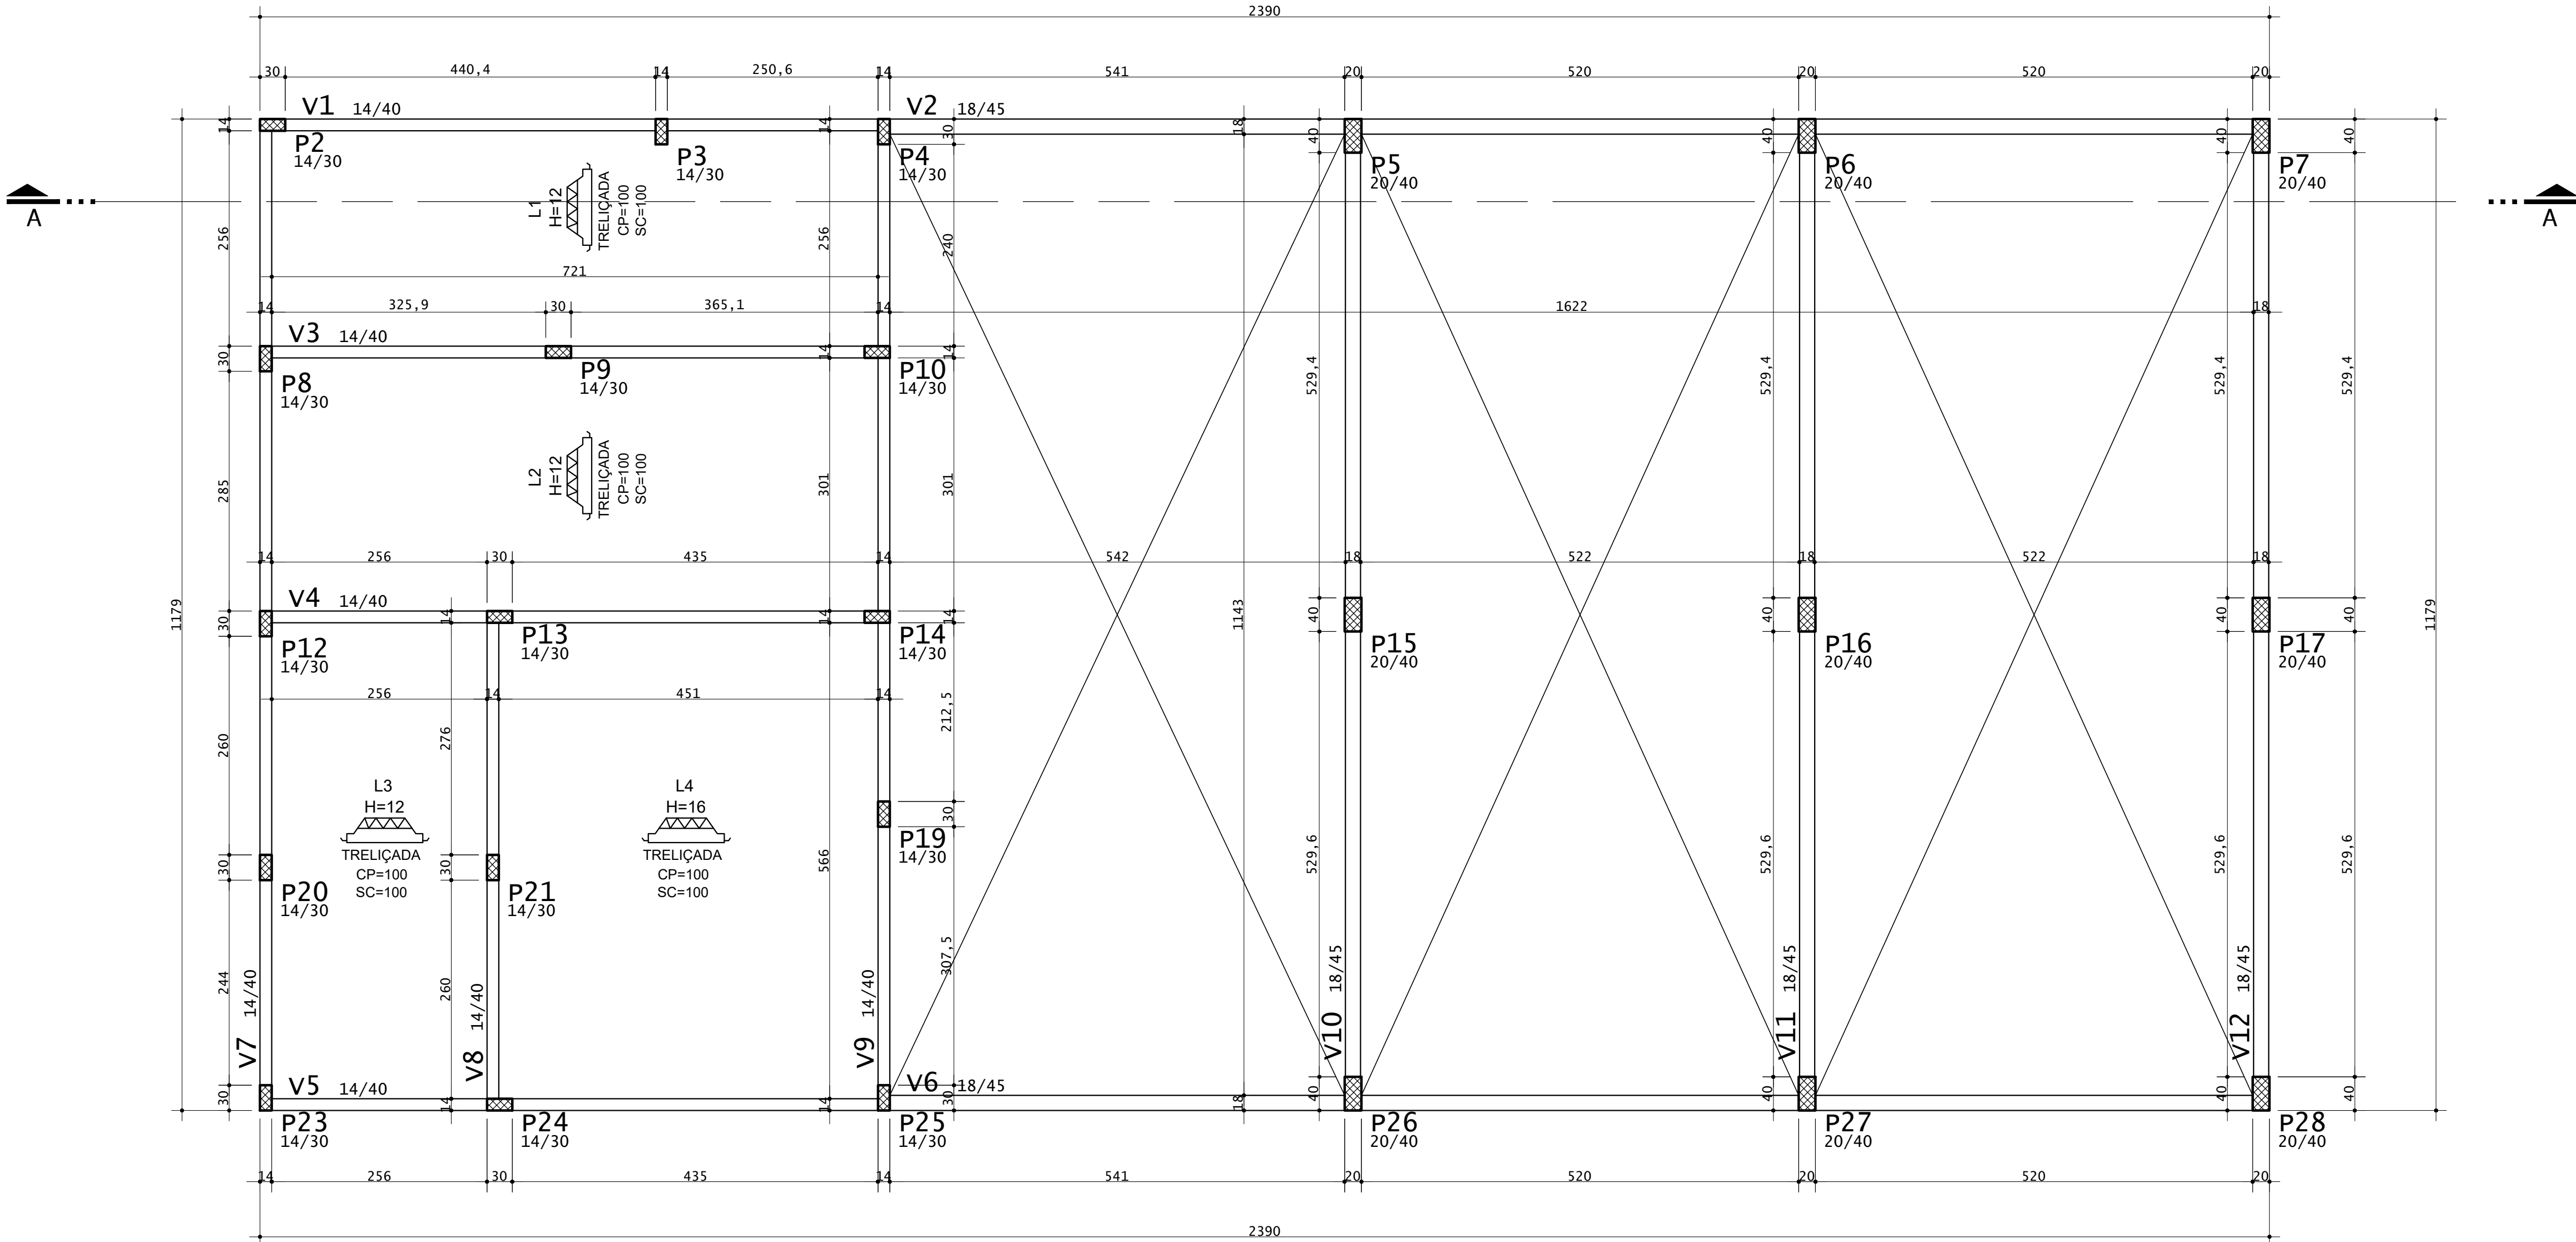 2390
30 440,4 14 250,6 14 541 20 520 20 520 20
V1 14/40
V2 18/45
14 14 30 18 40 40 40 40
P2
14/30
P3
14/30
P4
14/30
P5
20/40
P6
20/40
P7
20/40
A
A
L1
H=12
TRELIÇADA
CP=100
SC=100
256 256 240
721
14 325,9 30 365,1 14 1622 18
V3 14/40
30 14 14
529,4 529,4 529,4 529,4
P8
14/30
P9
14/30
P10
14/30
L2
H=12
TRELIÇADA
CP=100
SC=100
285 301 301
14 256 30 435 14 542 18 522 18 522 18
V4 14/40
1179 30 14 14 14 1143 40 40 40 40 1179
P12
14/30
P13
14/30
P14
14/30
P15
20/40
P16
20/40
P17
20/40
256 14 451 14
260 276 212,5
L3
H=12
TRELIÇADA
CP=100
SC=100
L4
H=16
TRELIÇADA
CP=100
SC=100
30 30 566 30
529,6 529,6 529,6 529,6
P19
14/30
P20
14/30
P21
14/30
244 260 307,5
V7 14/40
V8 14/40
V9 14/40
V10 18/45
V11 18/45
V12 18/45
V5 14/40
V6 18/45
30 14 14 30 18 40 40 40 40
P23
14/30
P24
14/30
P25
14/30
P26
20/40
P27
20/40
P28
20/40
14 256 30 435 14 541 20 520 20 520 20
2390